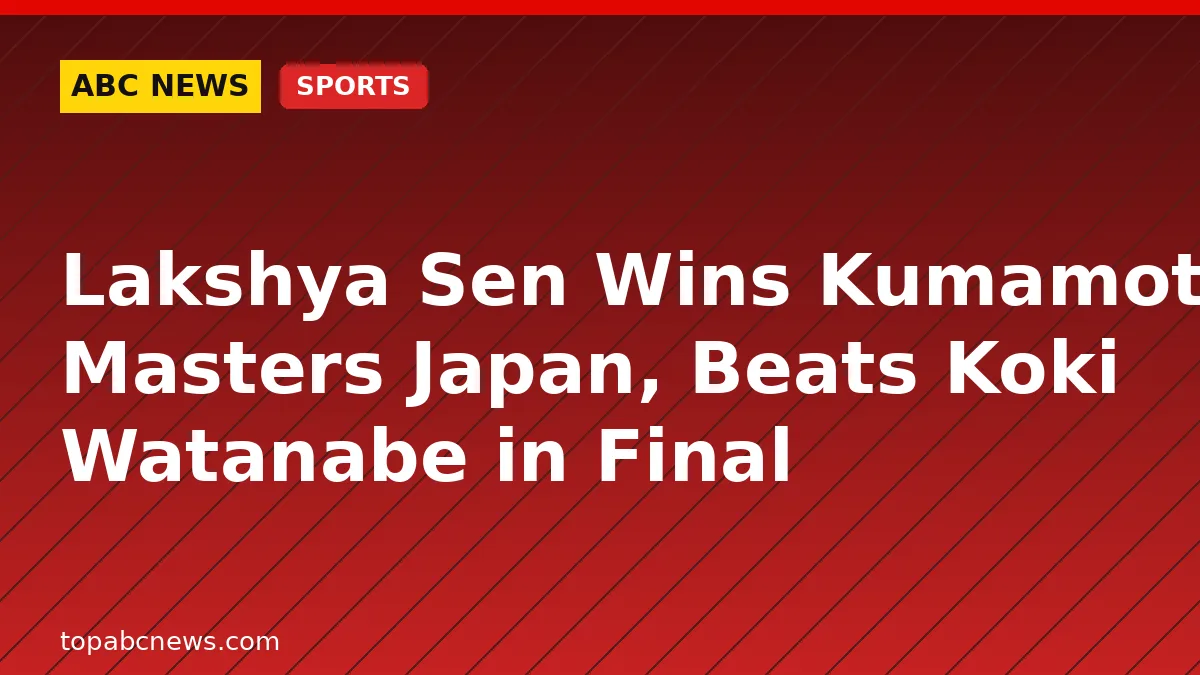 ABC NEWS
SPORTS
Lakshya Sen Wins Kumamot
Masters Japan, Beats Koki
Watanabe in Final
topabcnews.com